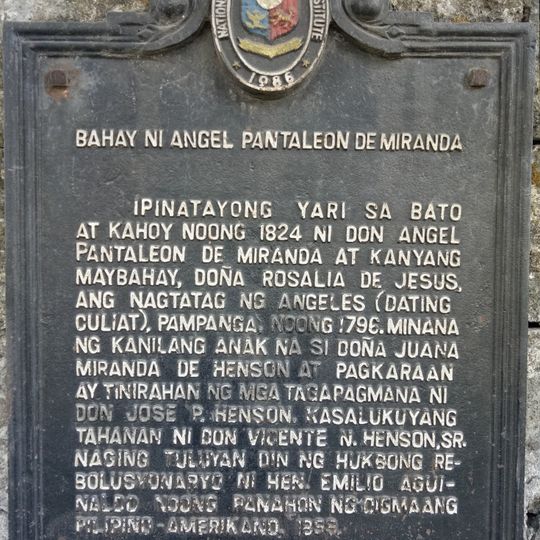 NATIONAL
INSTITUTE
1986
BAHAY NI ANGEL PANTALEON DE MIRANDA
IPINATAYONG YARI SA BATO
AT KAHOY NOONG 1824 NI DON ANGEL
PANTALEON DE MIRANDA AT KANYANG
MAYBAHAY, DOÑA ROSALIA DE JESUS,
ANG NAGTATAG NG ANGELES (DATING
CULIAT), PAMPANGA, NOONG 1796. MINANA
NG KANILANG ANAK NA SI DOÑA JUANA
MIRANDA DE HENSON AT PAGKARAAN
AY TINIRAHAN NG MGA TAGAPAGMANA NI
DON JOSE P. HENSON. KASALUKUYANG
TAHANAN NI DON VICENTE N. HENSON, SR.
NAGING TULUYAN DIN NG HUKBONG RE-
BOLUSYONARYO NI HEN. EMILIO AGUI-
NALDO NOONG PANAHON NG DIGMAANG
PILIPINO-AMERIKANO,